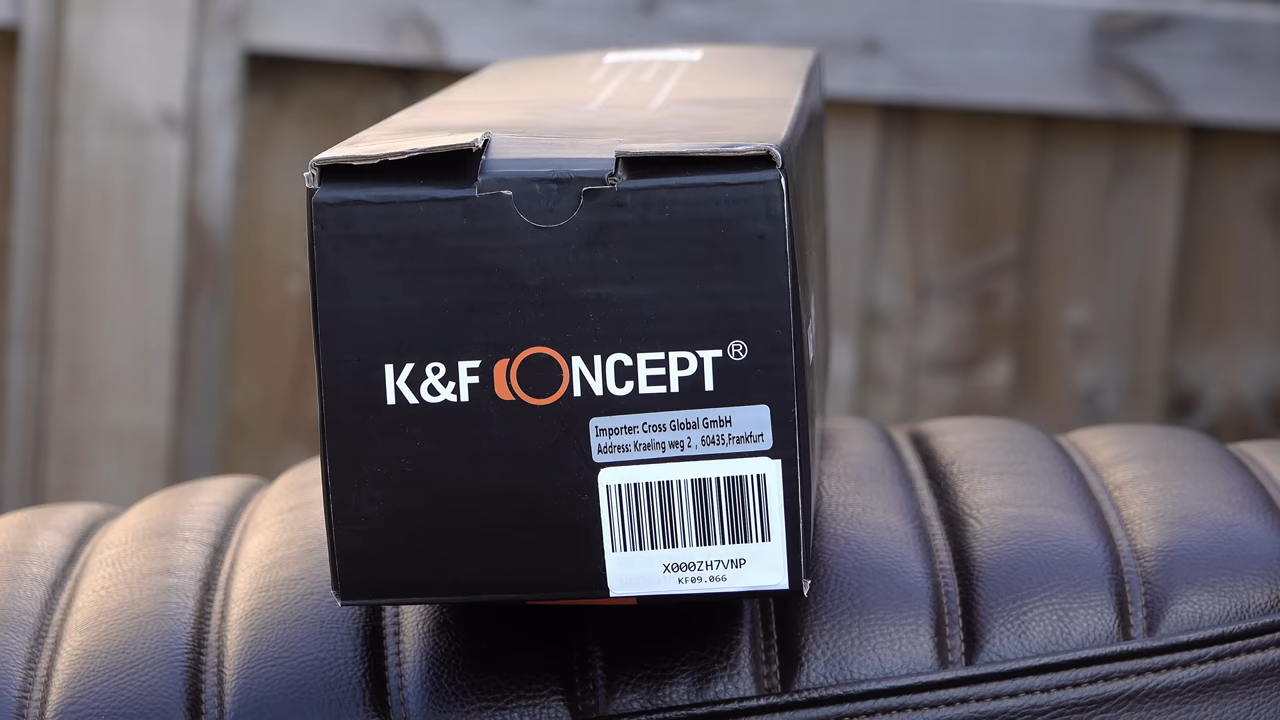 K&F CONCEPT®
Importer: Cross Global GmbH
Address: Kraeling weg 2 , 60435,Frankfurt
X000ZH7VNP
KF09.066